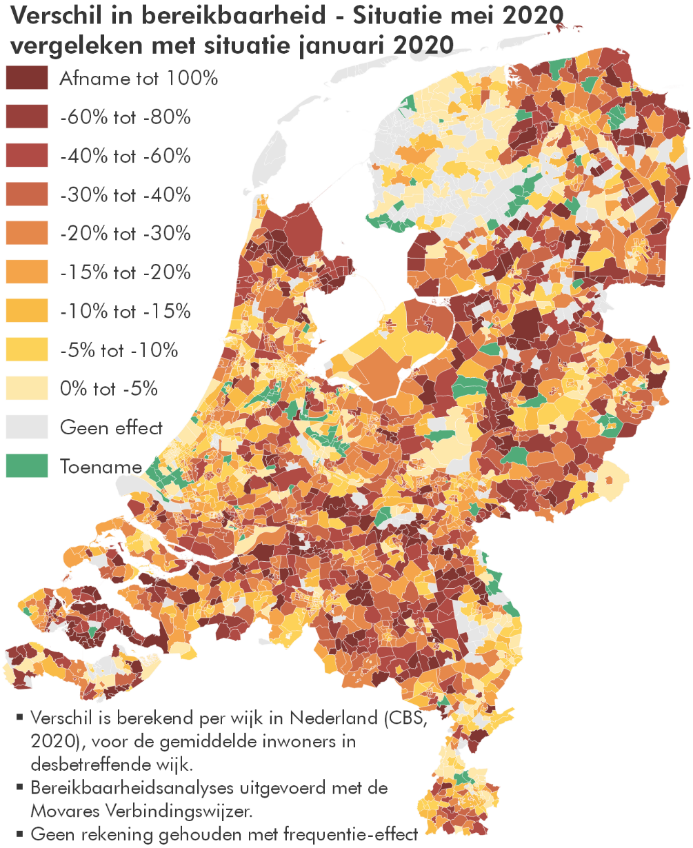 Verschil in bereikbaarheid - Situatie mei 2020
vergeleken met situatie januari 2020
Afname tot 100%
-60% tot -80%
-40% tot -60%
-30% tot -40%
-20% tot -30%
-15% tot -20%
-10% tot -15%
-5% tot -10%
0% tot -5%
Geen effect
Toename
▪ Verschil is berekend per wijk in Nederland (CBS,
2020), voor de gemiddelde inwoners in
desbetreffende wijk.
▪ Bereikbaarheidsanalyses uitgevoerd met de
Movares Verbindingswijzer.
▪ Geen rekening gehouden met frequentie-effect